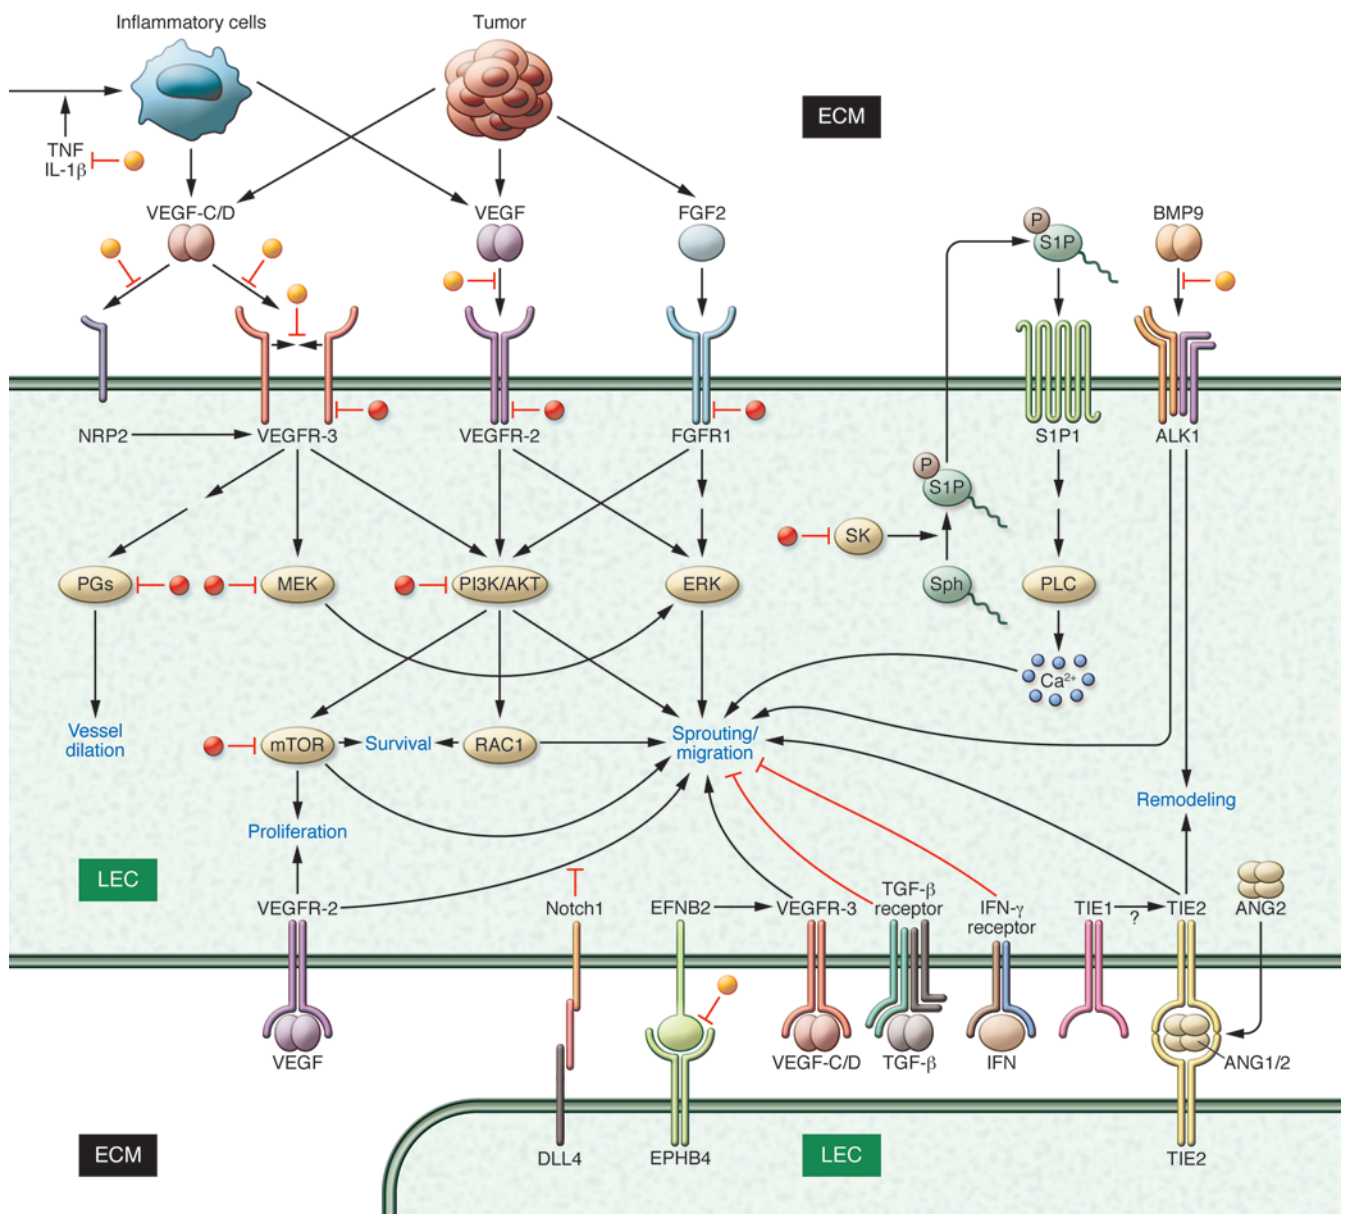 Inflammatory cells
Tumor
ECM
TNF
IL-1β
VEGF-C/D
VEGF
FGF2
P
S1P
BMP9
NRP2
VEGFR-3
VEGFR-2
FGFR1
S1P1
ALK1
P
S1P
SK
PGs
MEK
PI3K/AKT
ERK
Sph
PLC
Ca2+
Vessel
dilation
mTOR
Survival
RAC1
Sprouting/
migration
Remodeling
Proliferation
LEC
VEGFR-2
Notch1
EFNB2
VEGFR-3
TGF-β
receptor
IFN-γ
receptor
TIE1
?
TIE2
ANG2
VEGF
VEGF-C/D
TGF-β
IFN
ANG1/2
ECM
DLL4
EPHB4
LEC
TIE2